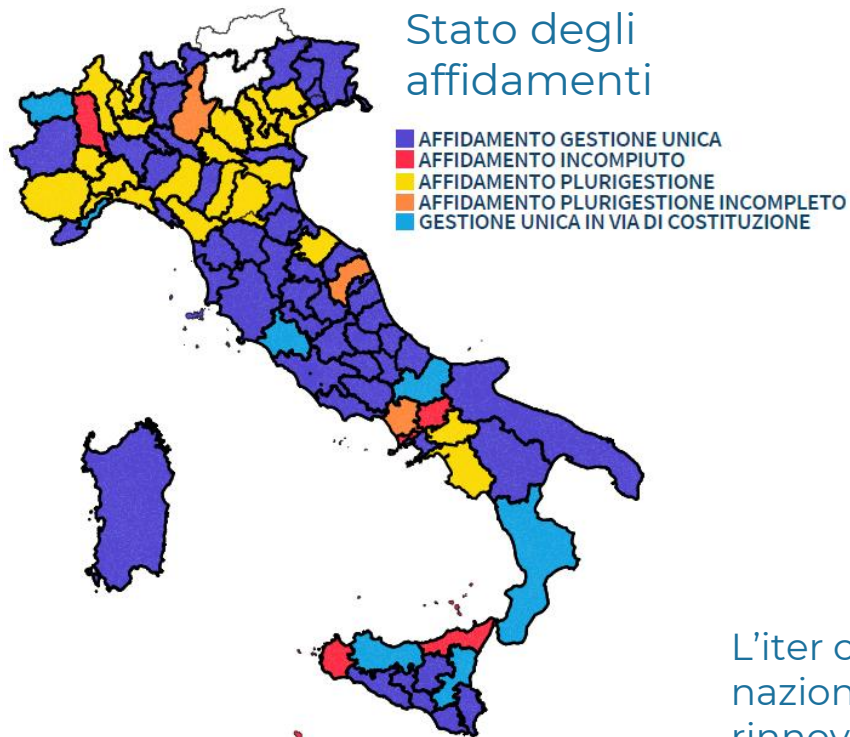 Stato degli
affidamenti
AFFIDAMENTO GESTIONE UNICA
AFFIDAMENTO INCOMPIUTO
AFFIDAMENTO PLURIGESTIONE
AFFIDAMENTO PLURIGESTIONE INCOMPLETO
GESTIONE UNICA IN VIA DI COSTITUZIONE
L'iter